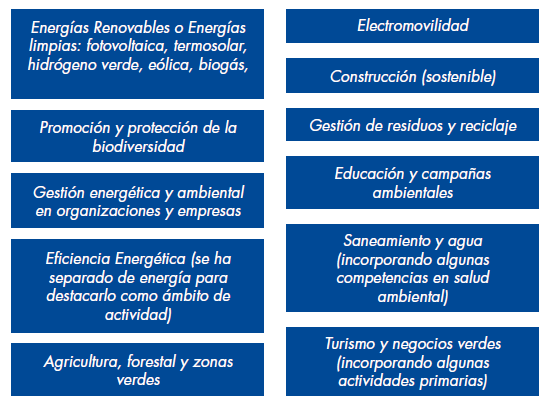 Energías Renovables o Energías
limpias: fotovoltaica, termosolar,
hidrógeno verde, eólica, biogás,
Promoción y protección de la
biodiversidad
Gestión energética y ambiental
en organizaciones y empresas
Eficiencia Energética (se ha
separado de energía para
destacarlo como ámbito de
actividad)
Agricultura, forestal y zonas
verdes
Electromovilidad
Construcción (sostenible)
Gestión de residuos y reciclaje
Educación y campañas
ambientales
Saneamiento y agua
(incorporando algunas
competencias en salud
ambiental)
Turismo y negocios verdes
(incorporando algunas
actividades primarias)